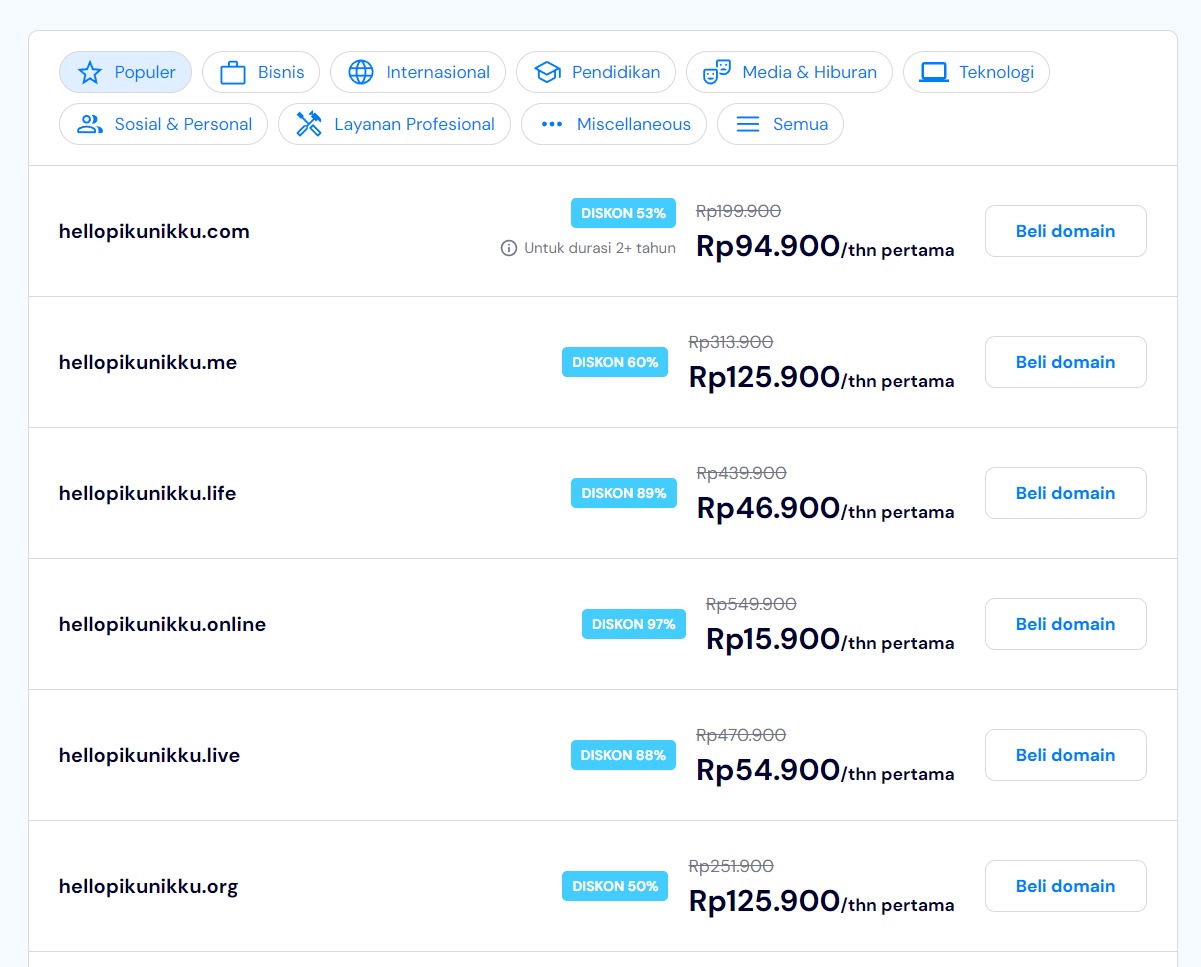 Populer Bisnis Internasional Pendidikan Media & Hiburan Teknologi
Sosial & Personal Layanan Profesional Miscellaneous Semua
hellopikunikku.com
DISKON 53%
Untuk durasi 2+ tahun
Rp199.900
Rp94.900/thn pertama
Beli domain
hellopikunikku.me
DISKON 60%
Rp313.900
Rp125.900/thn pertama
Beli domain
hellopikunikku.life
DISKON 89%
Rp439.900
Rp46.900/thn pertama
Beli domain
hellopikunikku.online
DISKON 97%
Rp549.900
Rp15.900/thn pertama
Beli domain
hellopikunikku.live
DISKON 88%
Rp470.900
Rp54.900/thn pertama
Beli domain
hellopikunikku.org
DISKON 50%
Rp251.900
Rp125.900/thn pertama
Beli domain